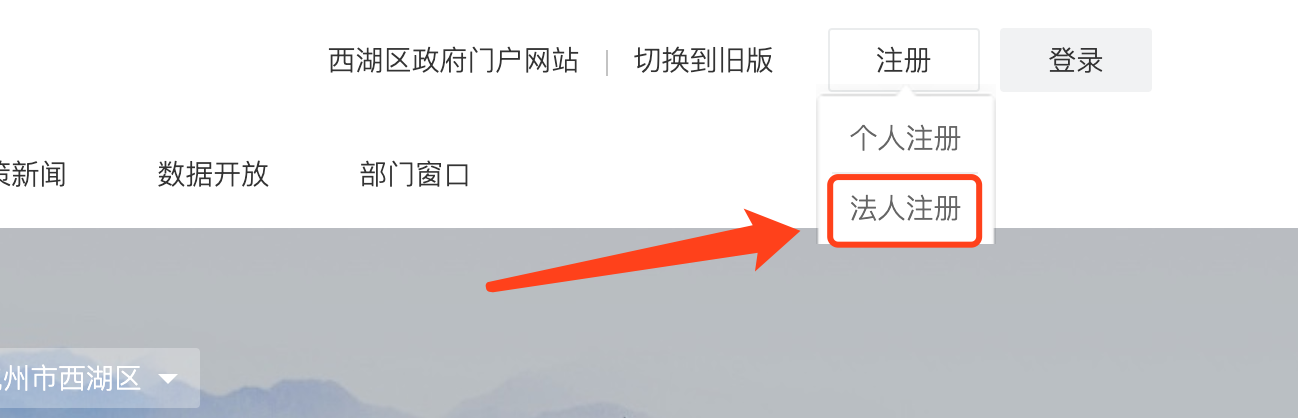 西湖区政府门户网站 | 切换到旧版 注册 登录
个人注册
策新闻 数据开放 部门窗口
法人注册
州市西湖区